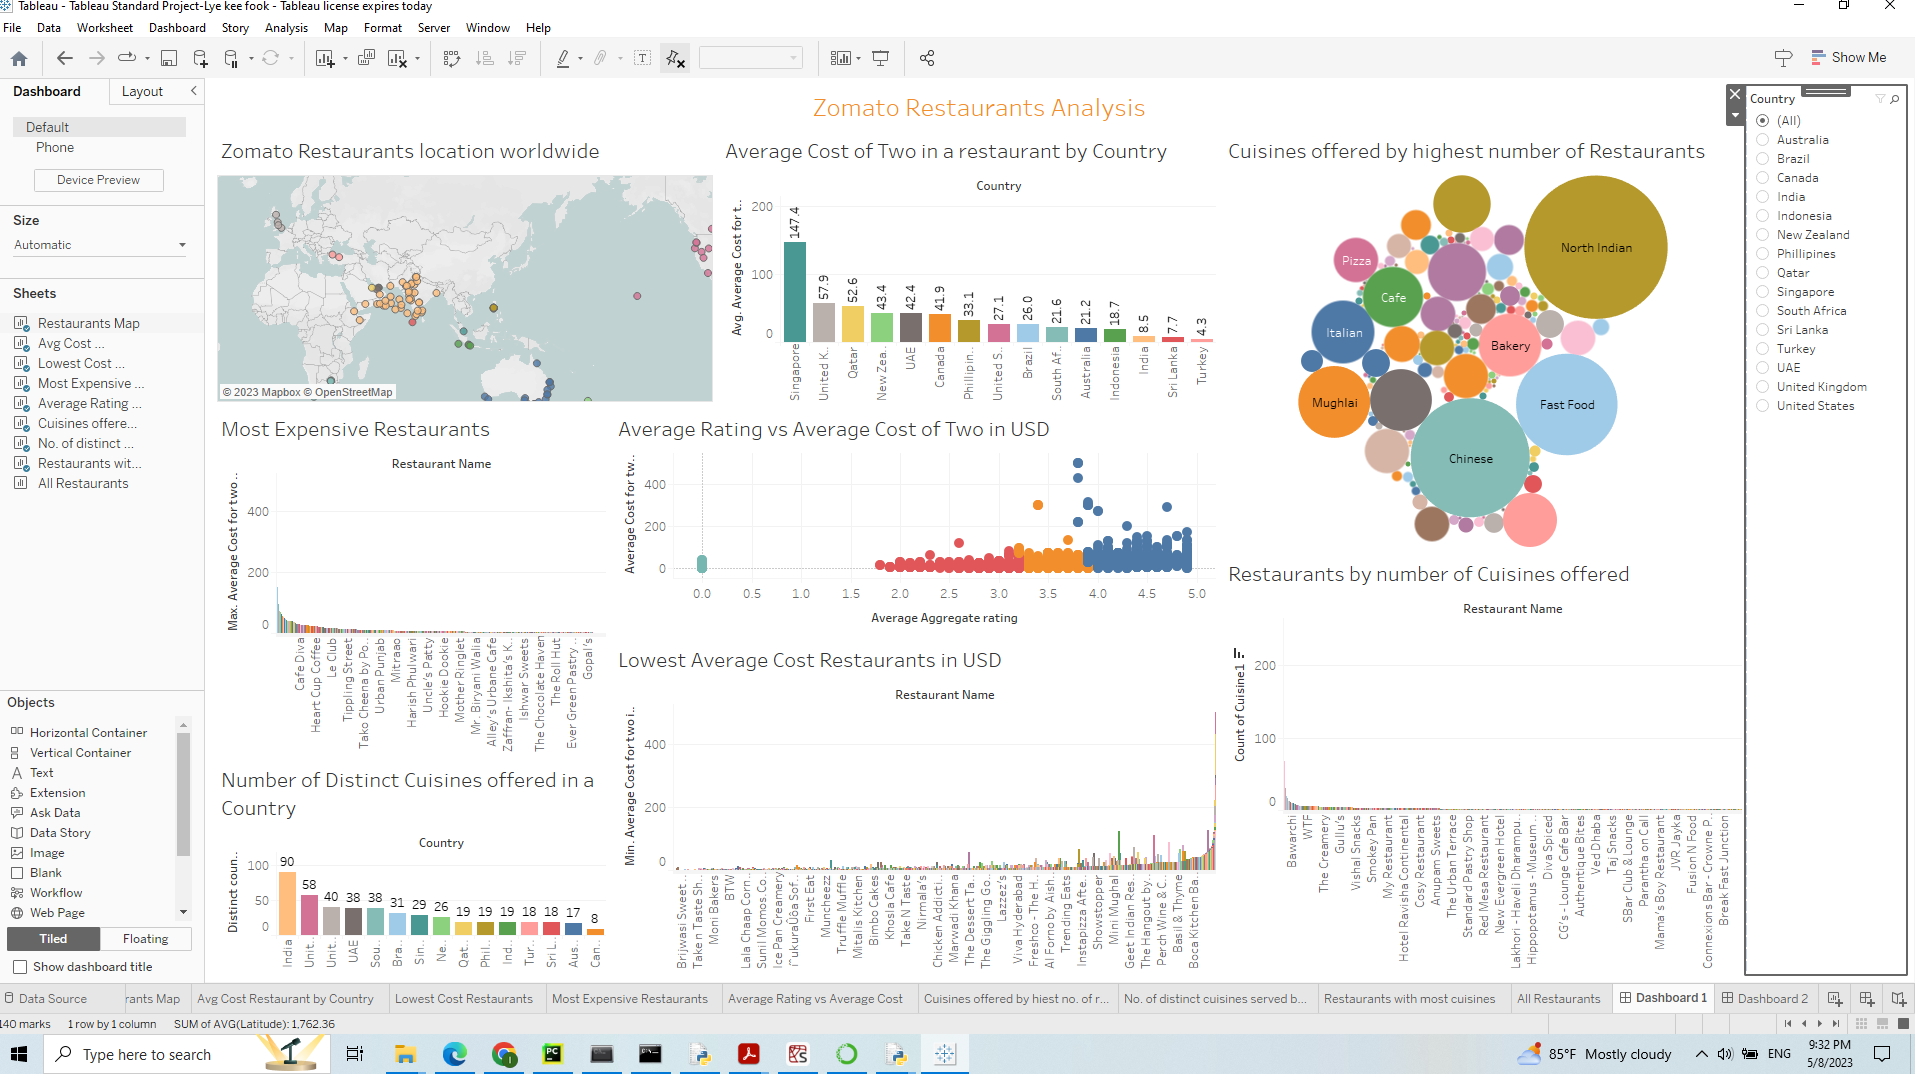 Tableau - Tableau Standard Project-Lye kee fook - Tableau license expires today
File Data Worksheet Dashboard Story Analysis Map Format Server Window Help
Show Me
Dashboard Layout
Default
Phone
Device Preview
Size
Automatic
Sheets
Restaurants Map
Avg Cost ...
Lowest Cost ...
Most Expensive ...
Average Rating ...
Cuisines offere...
No. of distinct ...
Restaurants wit...
All Restaurants
Objects
Horizontal Container
Vertical Container
Text
Extension
Ask Data
Data Story
Image
Blank
Workflow
Web Page
Tiled Floating
Show dashboard title
Zomato Restaurants Analysis
Zomato Restaurants location worldwide
© 2023 Mapbox © OpenStreetMap
Average Cost of Two in a restaurant by Country
Country
Avg. Average Cost for t..
200
100
0
147.4 57.9 52.6 43.4 42.4 41.9 33.1 27.1 26.0 21.6 21.2 18.7 8.5 7.7 4.3
Singapore United K.. Qatar New Zea.. UAE Canada Phillipin.. United S.. Brazil South Af.. Australia Indonesia India Sri Lanka Turkey
Cuisines offered by highest number of Restaurants
North Indian
Pizza
Cafe
Italian
Bakery
Mughlai
Fast Food
Chinese
Most Expensive Restaurants
Restaurant Name
Max. Average Cost for two ..
400
200
0
Cafe Diva Heart Cup Coffee Le Club Tippling Street Tako Cheena by Po.. Urban Punjab Mitraao Harish Phulwari Uncle's Patty Hookie Dookie Mother Ringlet Mr. Biryani Walia Alley's Urbane Cafe Zaffran- Ikshita's K.. Ishwar Sweets The Chocolate Haven The Roll Hut Ever Green Pastry .. Gopal's
Average Rating vs Average Cost of Two in USD
Average Cost for tw..
400
200
0
0.0 0.5 1.0 1.5 2.0 2.5 3.0 3.5 4.0 4.5 5.0
Average Aggregate rating
Lowest Average Cost Restaurants in USD
Restaurant Name
Min. Average Cost for two i..
400
200
0
Brijwasi Sweet.. Take n Taste Sh.. Moni Bakery BTW Lala Chaap Corn.. Sunil Momos Co.. Ice Pan Creamery First Eat Muncheezz Truffle Muffle Mitalis Kitchen Bimbo Cakes Khosla Cafe Take N Taste Nirmala's Chicken Addicti.. Marwadi Khana The Dessert Ta.. The Giggling Go.. Lazzez's Viva Hyderabad Freshco - The H.. Al Forno by Aish.. Trending Eats Instapizza Afte.. Showstopper Mini Mughal Geet Indian Res.. The Hangout by.. Perch Wine & C.. Basil & Thyme Boca Kitchen Ba..
Number of Distinct Cuisines offered in a
Country
Country
Distinct coun..
100
50
0
90 58 40 38 38 31 29 26 19 19 19 18 18 17 8
India Unit.. Unit.. UAE Sou.. Bra.. Sin.. Ne.. Qat.. Phil.. Ind.. Tur.. Sri.. Aus.. Can..
Restaurants by number of Cuisines offered
Restaurant Name
Count of Cuisine1
200
100
0
Bawarchi WTF The Creamery Gullu's Vishal Snacks Smokey Pan My Restaurant Hotel Ravisha Continental Cosy Restaurant Anupam Sweets The Urban Terrace Standard Pastry Shop Red Mesa Restaurant New Evergreen Hotel Lakhori - Haveli Dharampu.. Hippopotamus - Museum.. Diva Spiced CG's - Lounge Cafe Bar Authentique Bites Ved Dhaba Taj Snacks SBar Club & Lounge Parantha on Call Mama's Boy Restaurant JVR Jayka Fusion N Food Connexions Bar - Crowne P.. Break Fast Junction
Country
(All)
Australia
Brazil
Canada
India
Indonesia
New Zealand
Phillipines
Qatar
Singapore
South Africa
Sri Lanka
Turkey
UAE
United Kingdom
United States
Data Source rants Map Avg Cost Restaurant by Country Lowest Cost Restaurants Most Expensive Restaurants Average Rating vs Average Cost Cuisines offered by hiest no. of r... No. of distinct cuisines served b... Restaurants with most cuisines All Restaurants Dashboard 1 Dashboard 2
140 marks 1 row by 1 column SUM of AVG(Latitude): 1,762.36
Type here to search
85°F Mostly cloudy
ENG
9:32 PM
5/8/2023